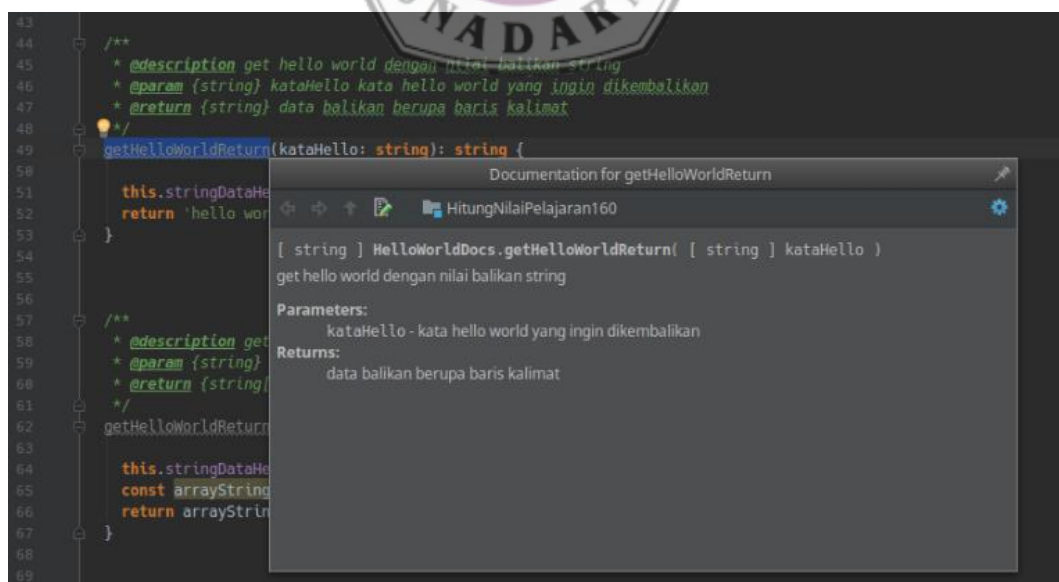 UNADAR
43
44 /**
45 * @description get hello world dengan nilai balikan string
46 * @param {string} kataHello kata hello world yang ingin dikembalikan
47 * @return {string} data balikan berupa baris kalimat
48 */
49 getHelloWorldReturn(kataHello: string): string {
50
51 this.stringDataHe
52 return 'hello wor
53 }
54
55
56
57 /**
58 * @description get
59 * @param {string}
60 * @return {string[
61 */
62 getHelloWorldReturn
63
64 this.stringDataHe
65 const arrayString
66 return arrayStrin
67 }
68
69
Documentation for getHelloWorldReturn
HitungNilaiPelajaran160
[ string ] HelloWorldDocs.getHelloWorldReturn( [ string ] kataHello )
get hello world dengan nilai balikan string
Parameters:
kataHello - kata hello world yang ingin dikembalikan
Returns:
data balikan berupa baris kalimat